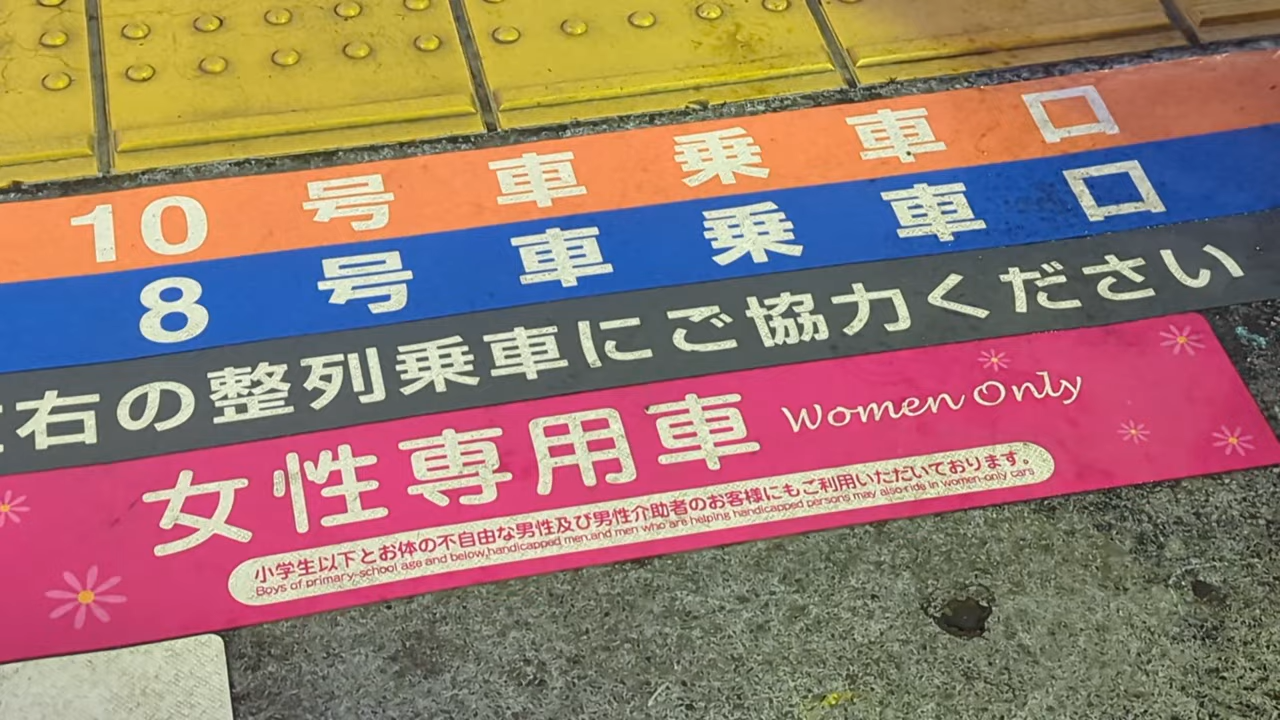 10号車乗車口
8号車乗車口
右の整列乗車にご協力ください
女性専用車 Women Only
小学生以下とお体の不自由な男性及び男性介助者のお客様にもご利用いただいております。
Boys of primary-school age and below,handicapped men,and men who are helping handicapped persons may also ride in women-only cars